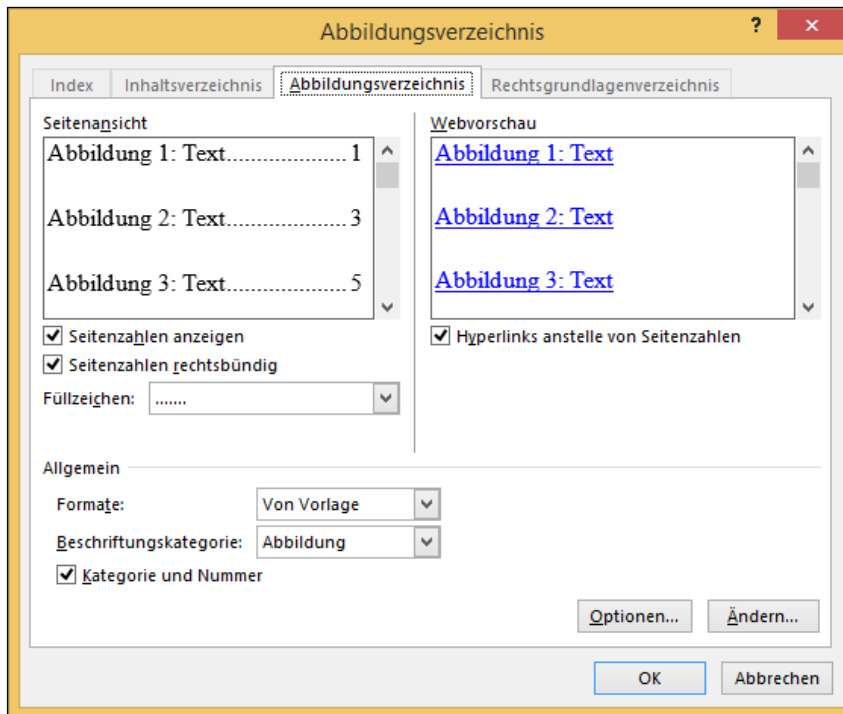 Abbildungsverzeichnis
?
×
Index
Inhaltsverzeichnis
Abbildungsverzeichnis
Rechtsgrundlagenverzeichnis
Seitenansicht
Abbildung 1: Text..................... 1
Abbildung 2: Text..................... 3
Abbildung 3: Text..................... 5
Seitenzahlen anzeigen
Seitenzahlen rechtsbündig
Füllzeichen: .......
Webvorschau
Abbildung 1: Text
Abbildung 2: Text
Abbildung 3: Text
Hyperlinks anstelle von Seitenzahlen
Allgemein
Formate: Von Vorlage
Beschriftungskategorie: Abbildung
Kategorie und Nummer
Optionen... Ändern...
OK Abbrechen